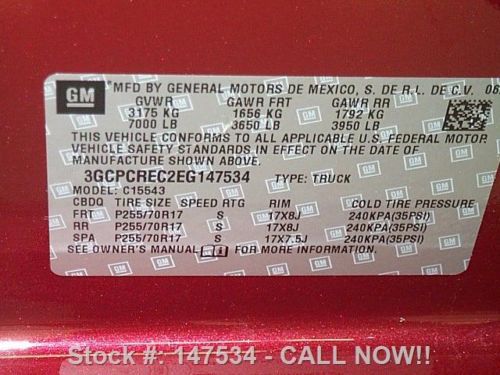 GM MFD BY GENERAL MOTORS DE MEXICO, S. DE R.L. DE C.V.
GVWR GAWR FRT GAWR RR
3175 KG 1656 KG 1792 KG
7000 LB 3650 LB 3950 LB
THIS VEHICLE CONFORMS TO ALL APPLICABLE U.S. FEDERAL MOTOR
VEHICLE SAFETY STANDARDS IN EFFECT ON THE DATE OF
MANUFACTURE SHOWN ABOVE.
3GCPCREC2EG147534 TYPE: TRUCK
MODEL: C15543
CBDQ TIRE SIZE SPEED RTG RIM COLD TIRE PRESSURE
FRT P255/70R17 S 17X8J 240KPA(35PSI)
RR P255/70R17 S 17X8J 240KPA(35PSI)
SPA P255/70R17 S 17X7.5J 240KPA(35PSI)
SEE OWNER'S MANUAL FOR MORE INFORMATION.
Stock #: 147534 - CALL NOW!!